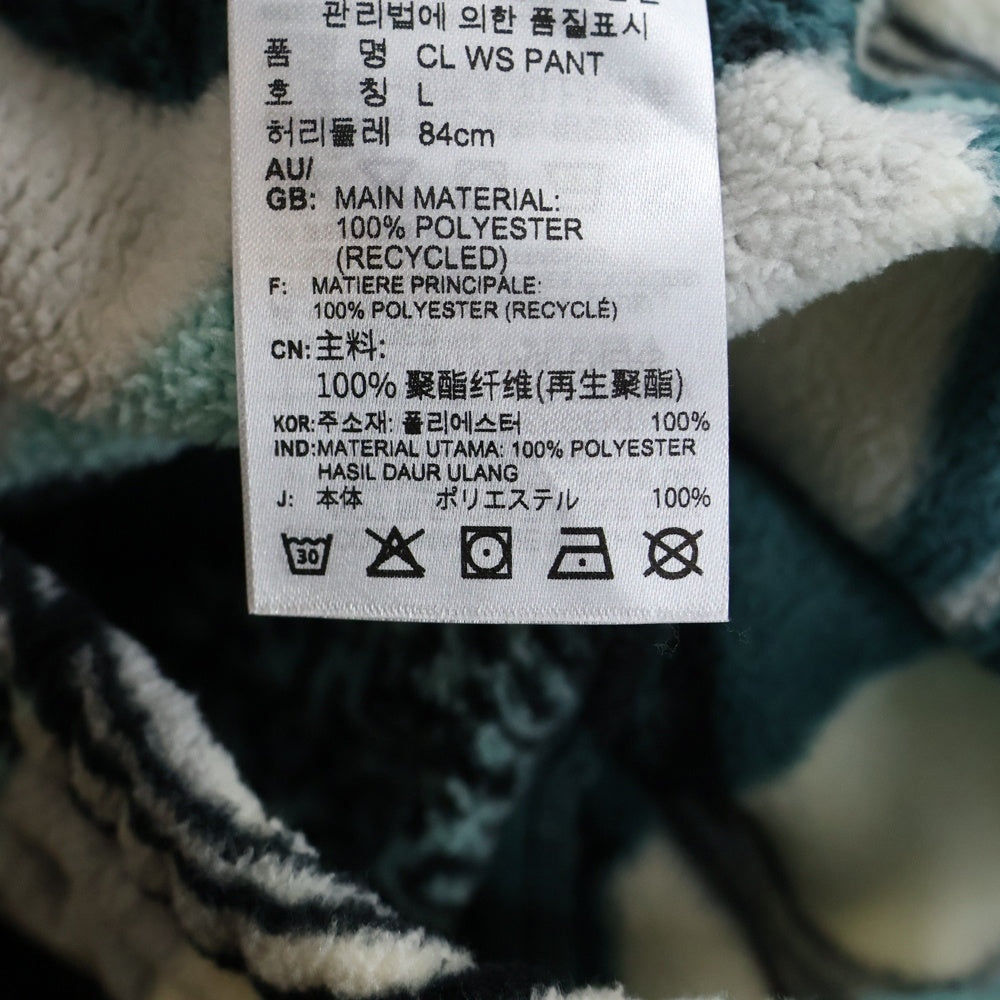 관리법에 의한 품질표시
품 명 CL WS PANT
호 칭 L
허리둘레 84cm
AU/
GB: MAIN MATERIAL:
100% POLYESTER
(RECYCLED)
F: MATIERE PRINCIPALE:
100% POLYESTER (RECYCLÉ)
CN: 主料:
100% 聚酯纤维(再生聚酯)
KOR: 주소재: 폴리에스터 100%
IND: MATERIAL UTAMA: 100% POLYESTER
HASIL DAUR ULANG
J: 本体 ポリエステル 100%
30